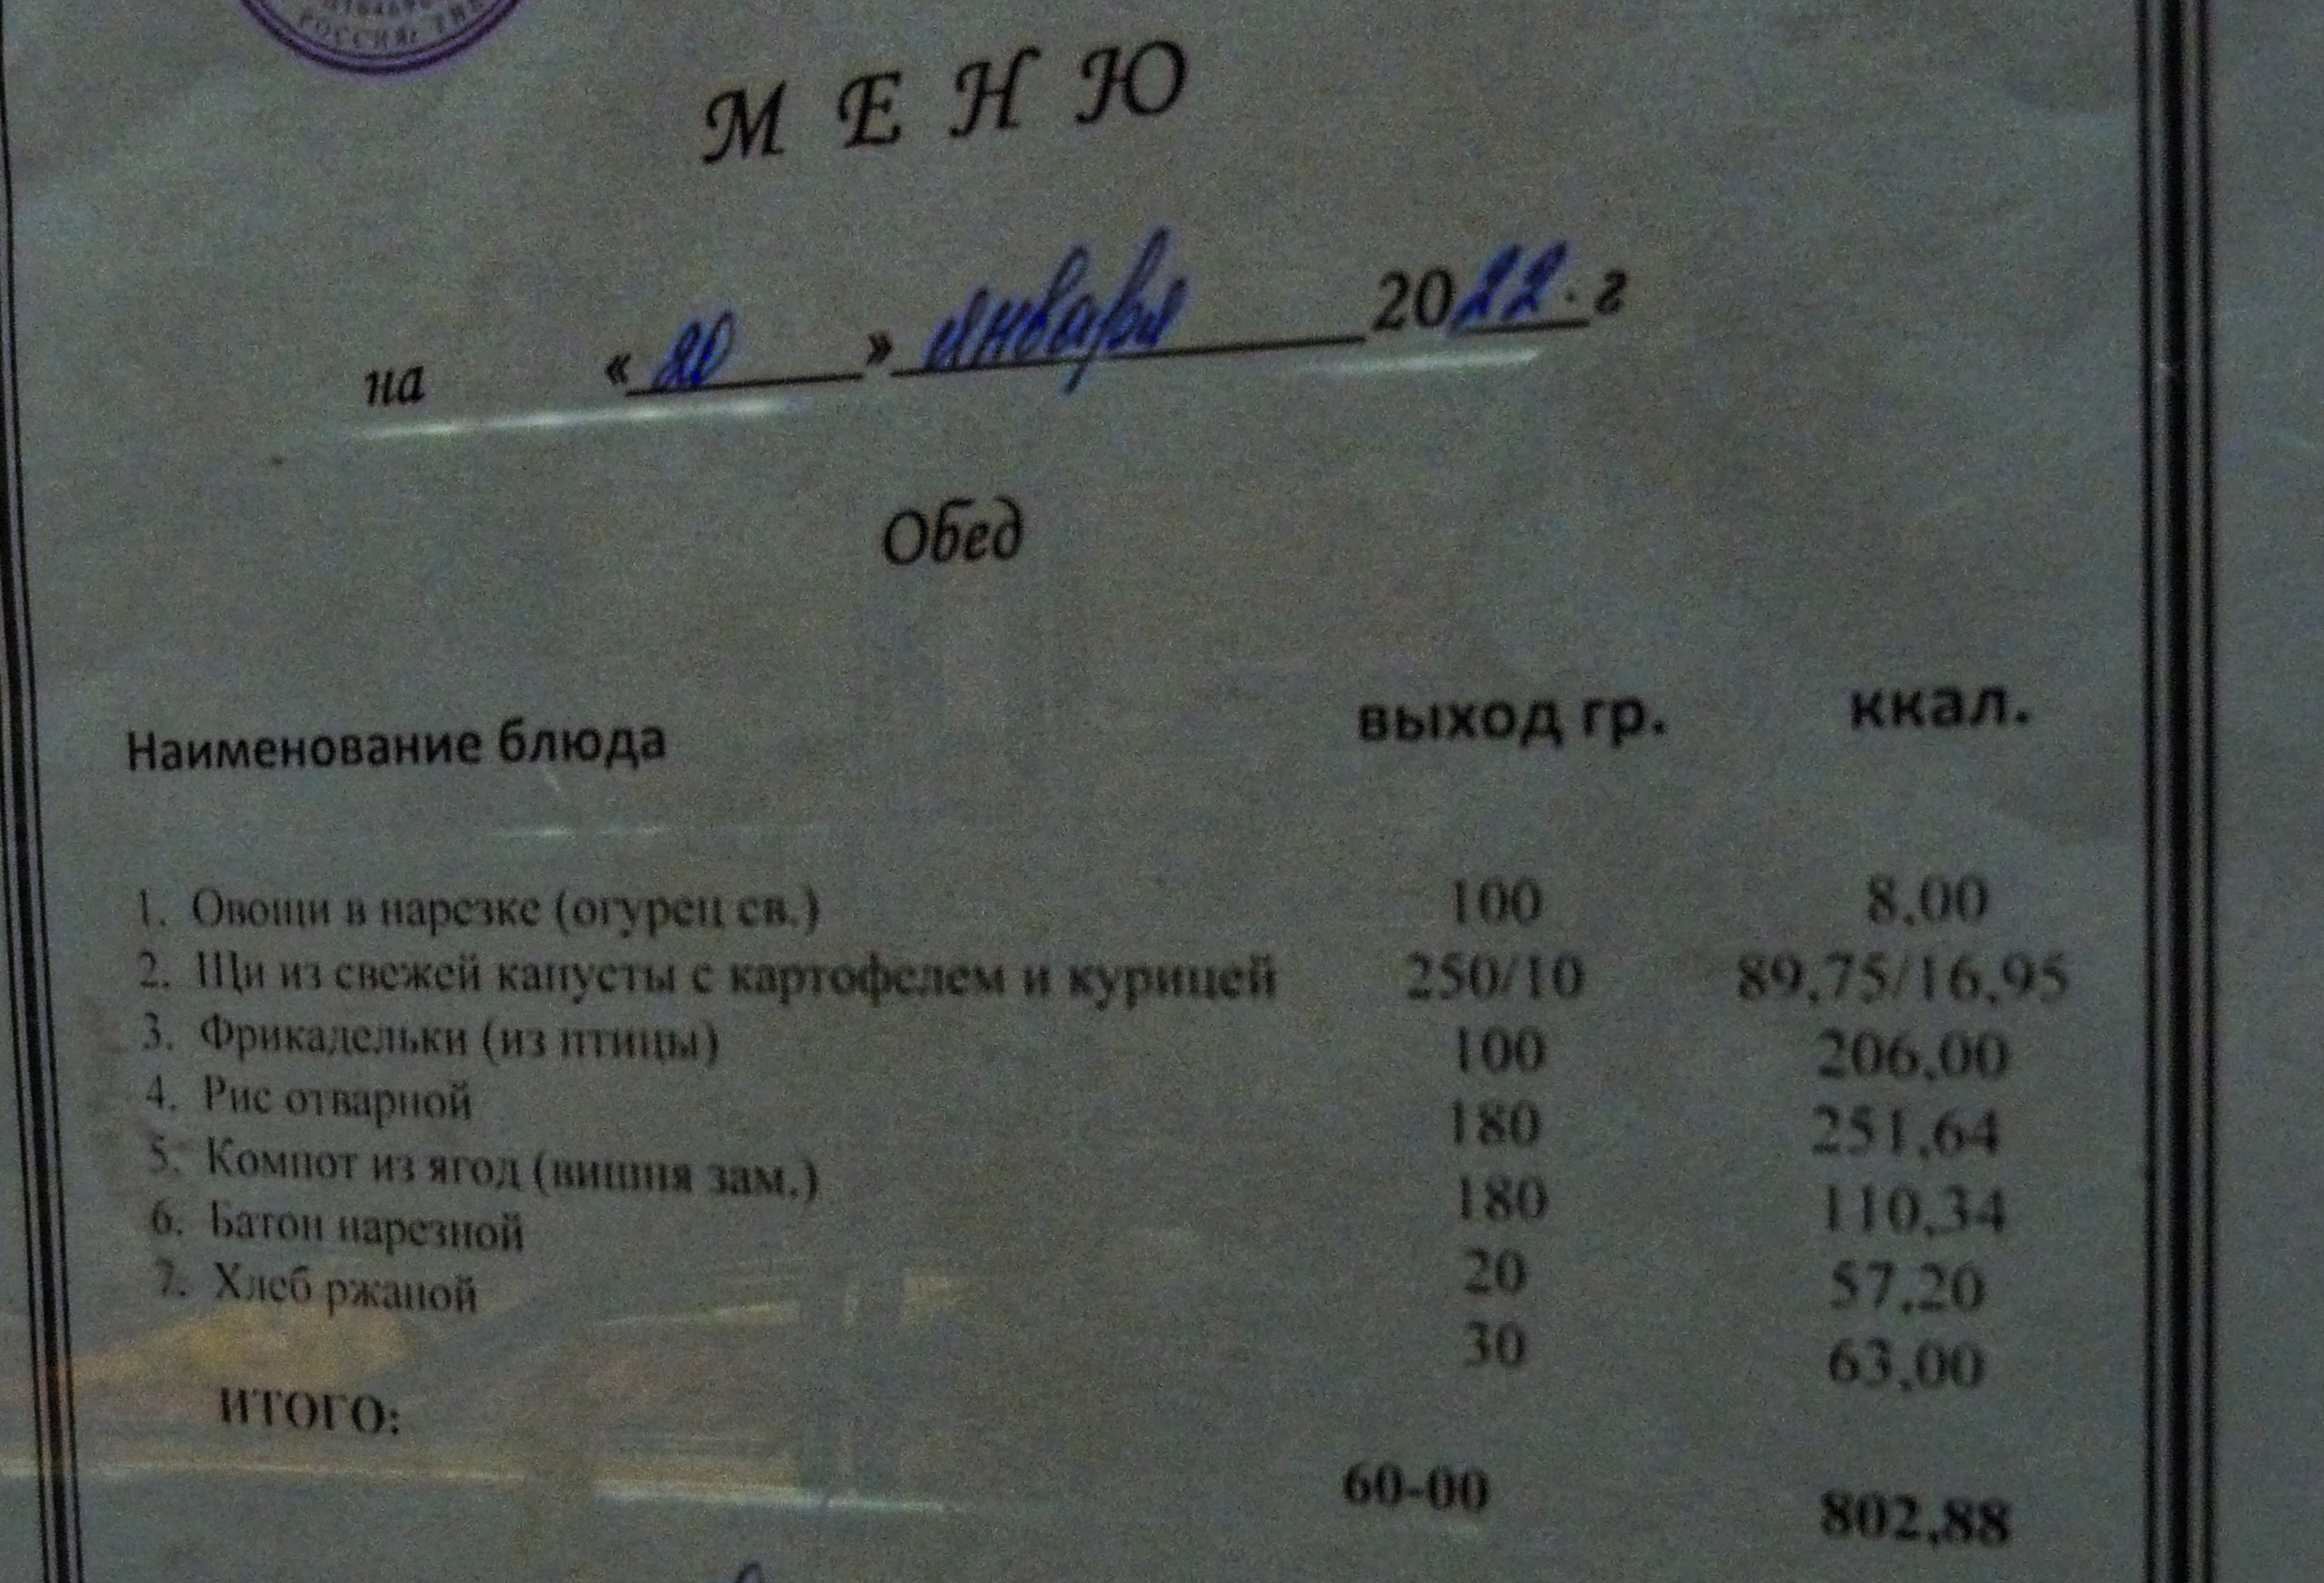 РОССИЯ
М Е Н Ю
на « 20 » января 2022. г
Обед
Наименование блюда выход гр. ккал.
1. Овощи в нарезке (огурец св.) 100 8,00
2. Щи из свежей капусты с картофелем и курицей 250/10 89,75/16,95
3. Фрикадельки (из птицы) 100 206,00
4. Рис отварной 180 251,64
5. Компот из ягод (вишня зам.) 180 110,34
6. Батон нарезной 20 57,20
7. Хлеб ржаной 30 63,00
ИТОГО: 60-00 802,88